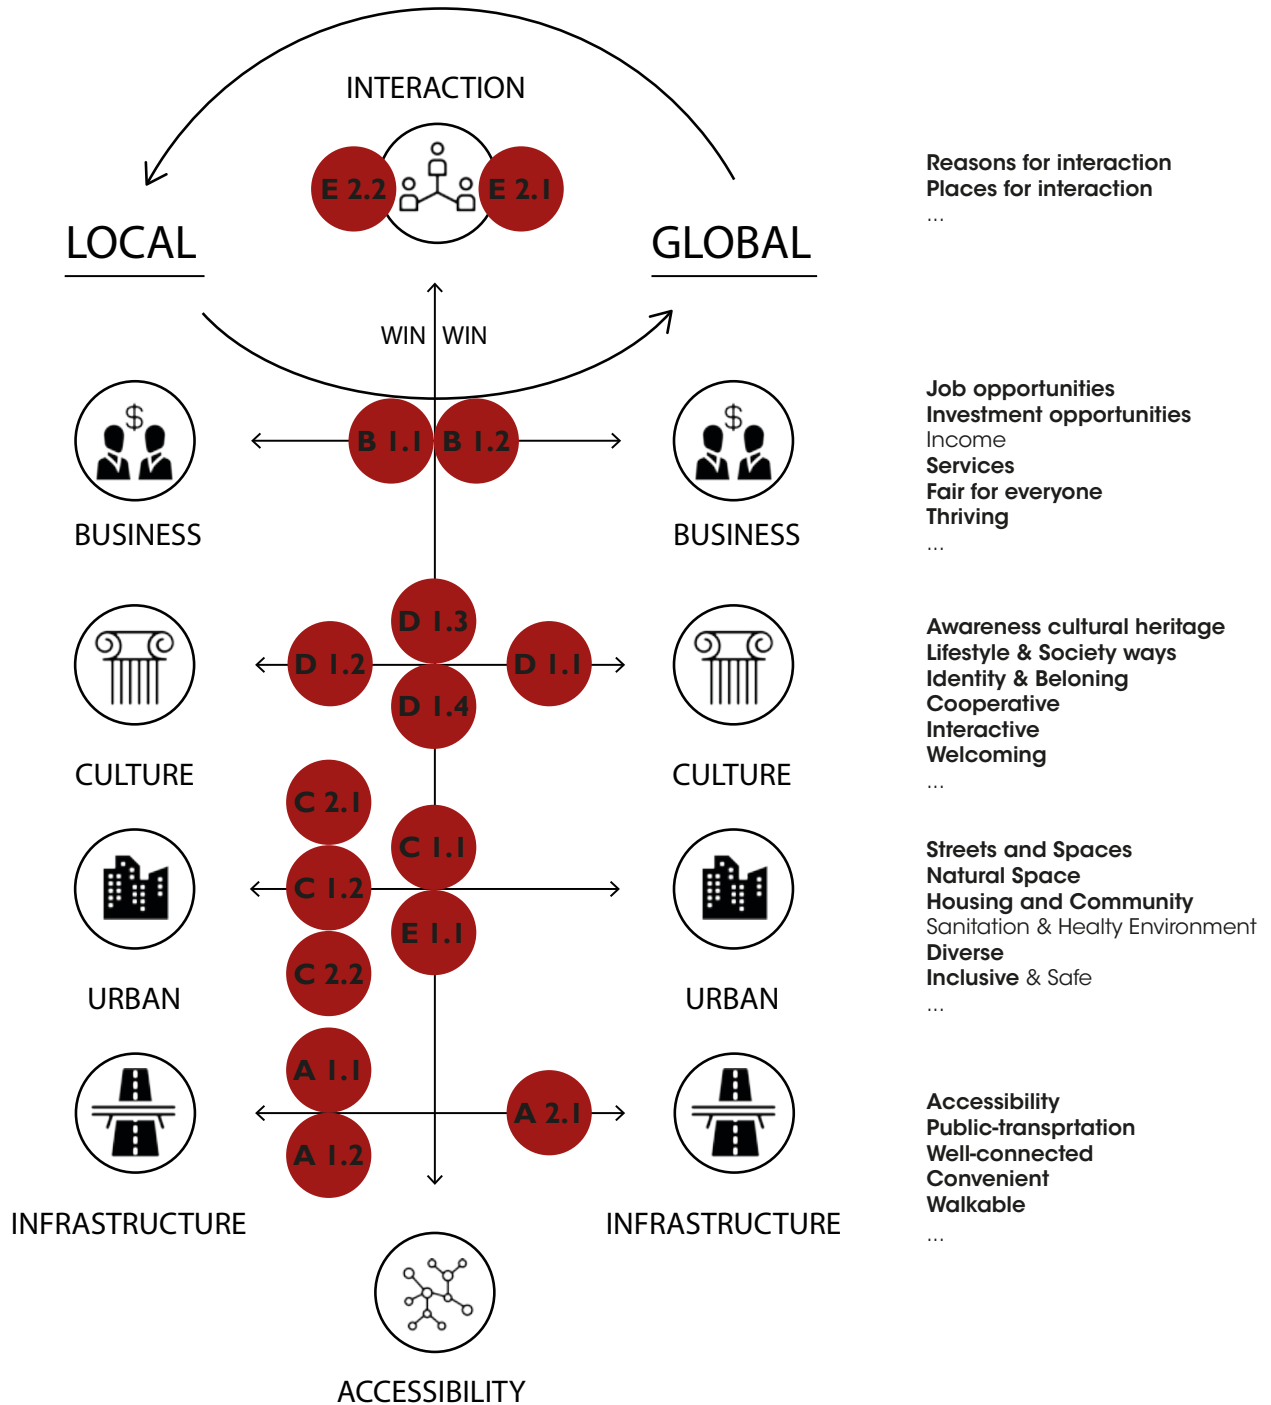 INTERACTION
E 2.2
E 2.1
Reasons for interaction
Places for interaction
...
LOCAL
GLOBAL
WIN WIN
B 1.1
B 1.2
BUSINESS
BUSINESS
Job opportunities
Investment opportunities
Income
Services
Fair for everyone
Thriving
...
D 1.3
D 1.2
D 1.1
D 1.4
CULTURE
CULTURE
Awareness cultural heritage
Lifestyle & Society ways
Identity & Beloning
Cooperative
Interactive
Welcoming
...
C 2.1
C 1.1
C 1.2
E 1.1
C 2.2
URBAN
URBAN
Streets and Spaces
Natural Space
Housing and Community
Sanitation & Healty Environment
Diverse
Inclusive & Safe
...
A 1.1
A 2.1
A 1.2
INFRASTRUCTURE
INFRASTRUCTURE
Accessibility
Public-transprtation
Well-connected
Convenient
Walkable
...
ACCESSIBILITY